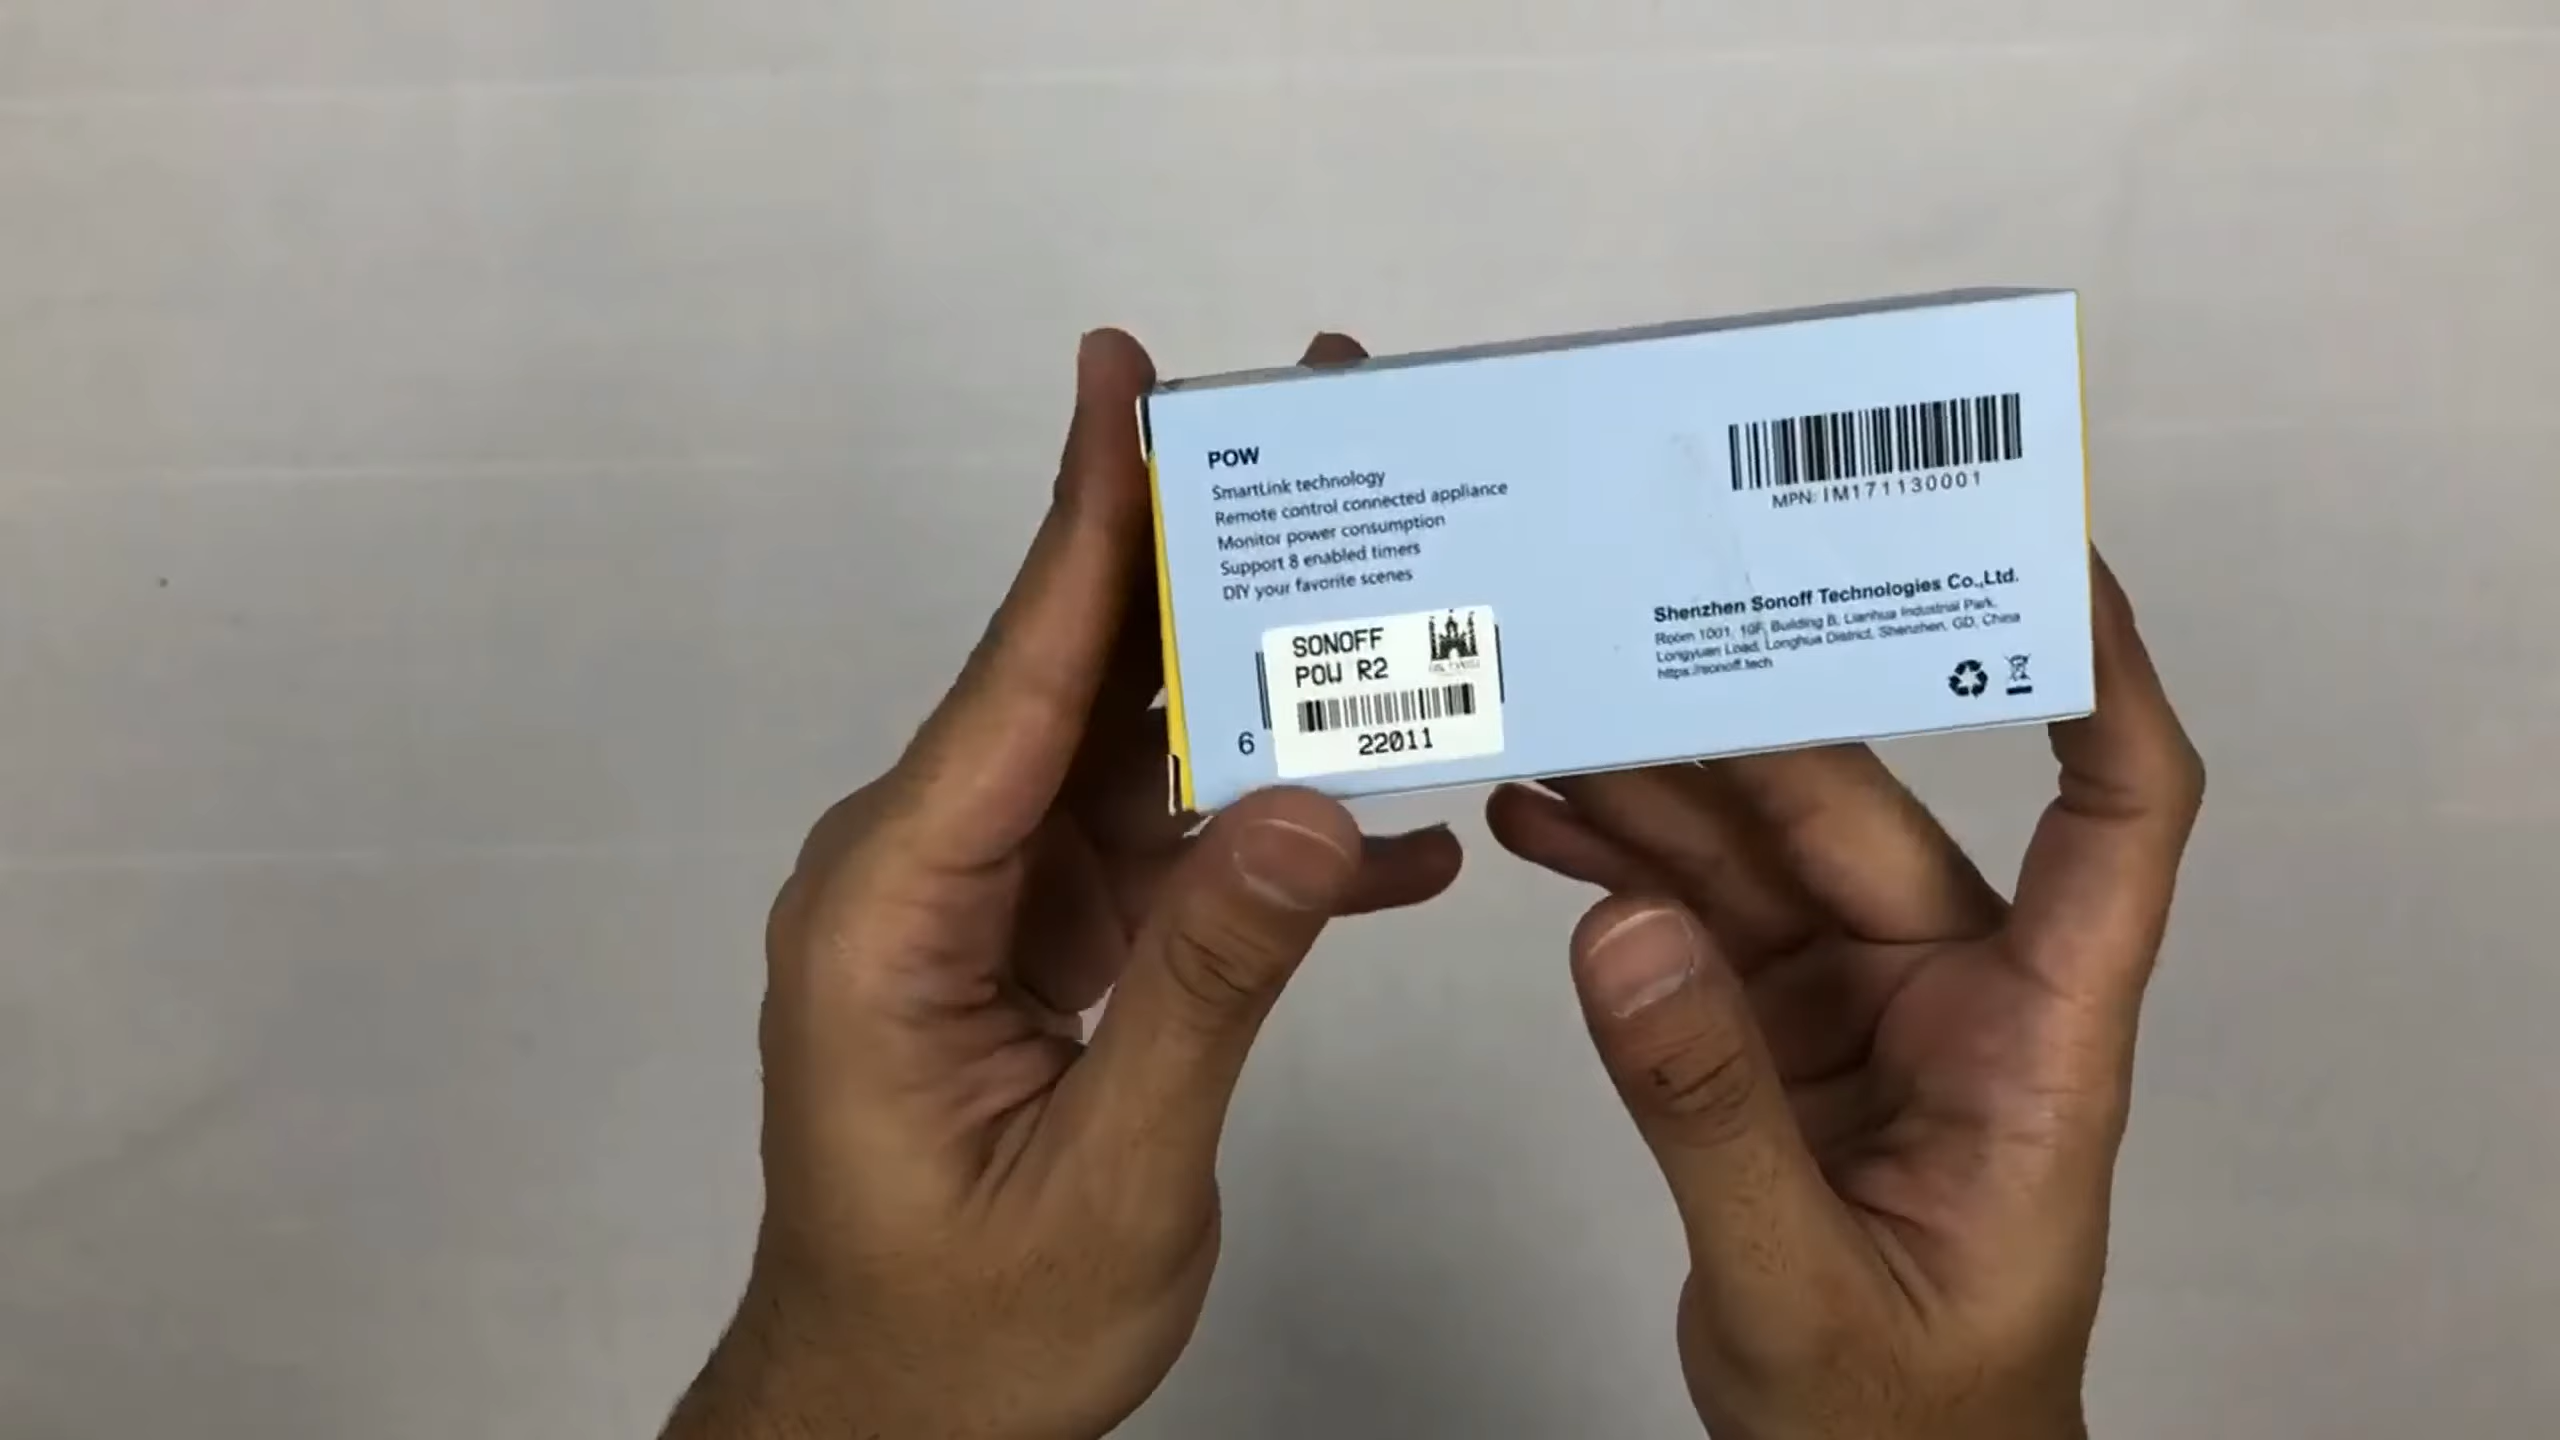 POW
SmartLink technology
Remote control connected appliance
Monitor power consumption
Support 8 enabled timers
DIY your favorite scenes
SONOFF
POW R2
22011
6
MPN: IM171130001
Shenzhen Sonoff Technologies Co.,Ltd.
Room 1001, 10F, Building B, Lianhua Industrial Park,
Longyuan Load, Longhua District, Shenzhen, GD, China
https://sonoff.tech